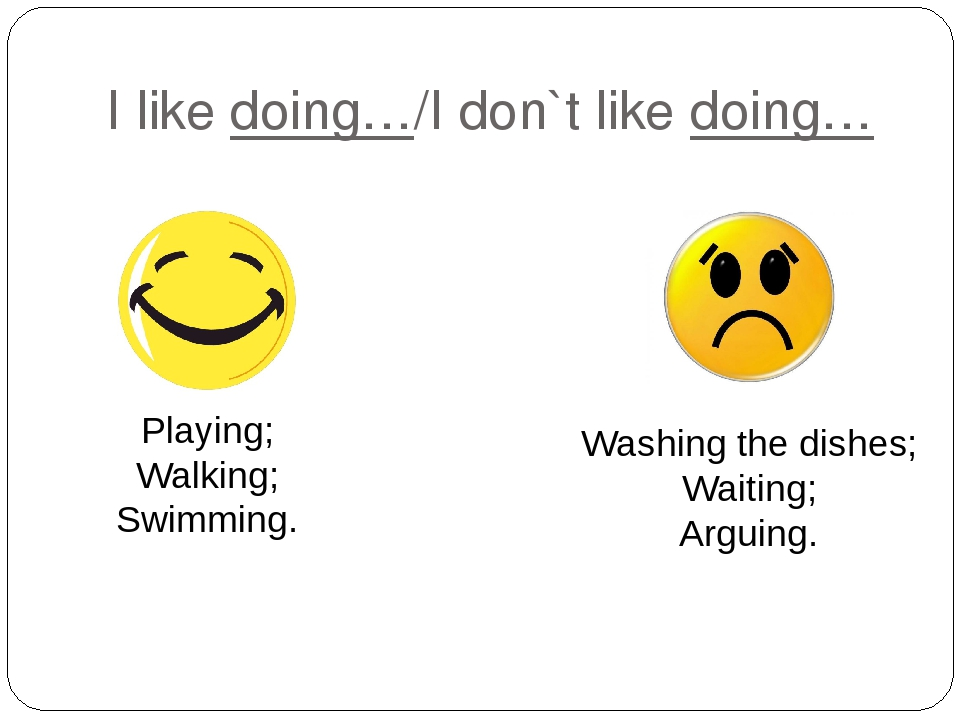 I like doing…/I don`t like doing…
Playing;
Walking;
Swimming.
Washing the dishes;
Waiting;
Arguing.